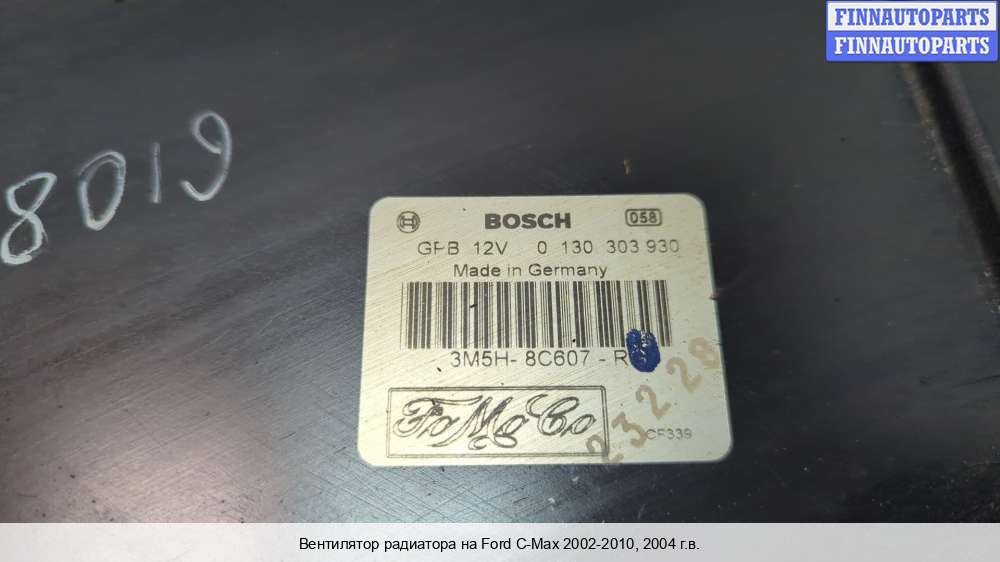 FINNAUTOPARTS
FINNAUTOPARTS
8019
BOSCH 058
GPB 12V 0 130 303 930
Made in Germany
3M5H-8C607-R
FoMoCo
23228
CF339
Вентилятор радиатора на Ford C-Max 2002-2010, 2004 г.в.